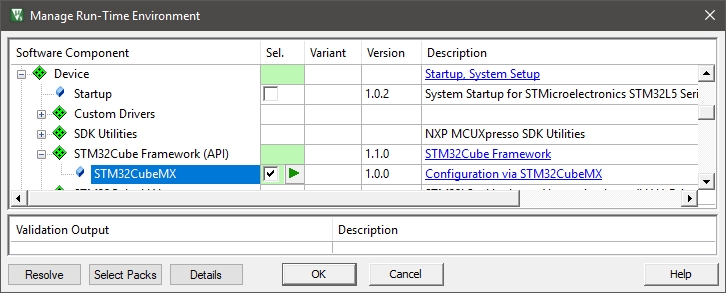 Manage Run-Time Environment
Software Component Sel. Variant Version Description
Device Startup, System Setup
Startup 1.0.2 System Startup for STMicroelectronics STM32L5 Seri
Custom Drivers
SDK Utilities NXP MCUXpresso SDK Utilities
STM32Cube Framework (API) 1.1.0 STM32Cube Framework
STM32CubeMX 1.0.0 Configuration via STM32CubeMX
Validation Output Description
Resolve Select Packs Details OK Cancel Help